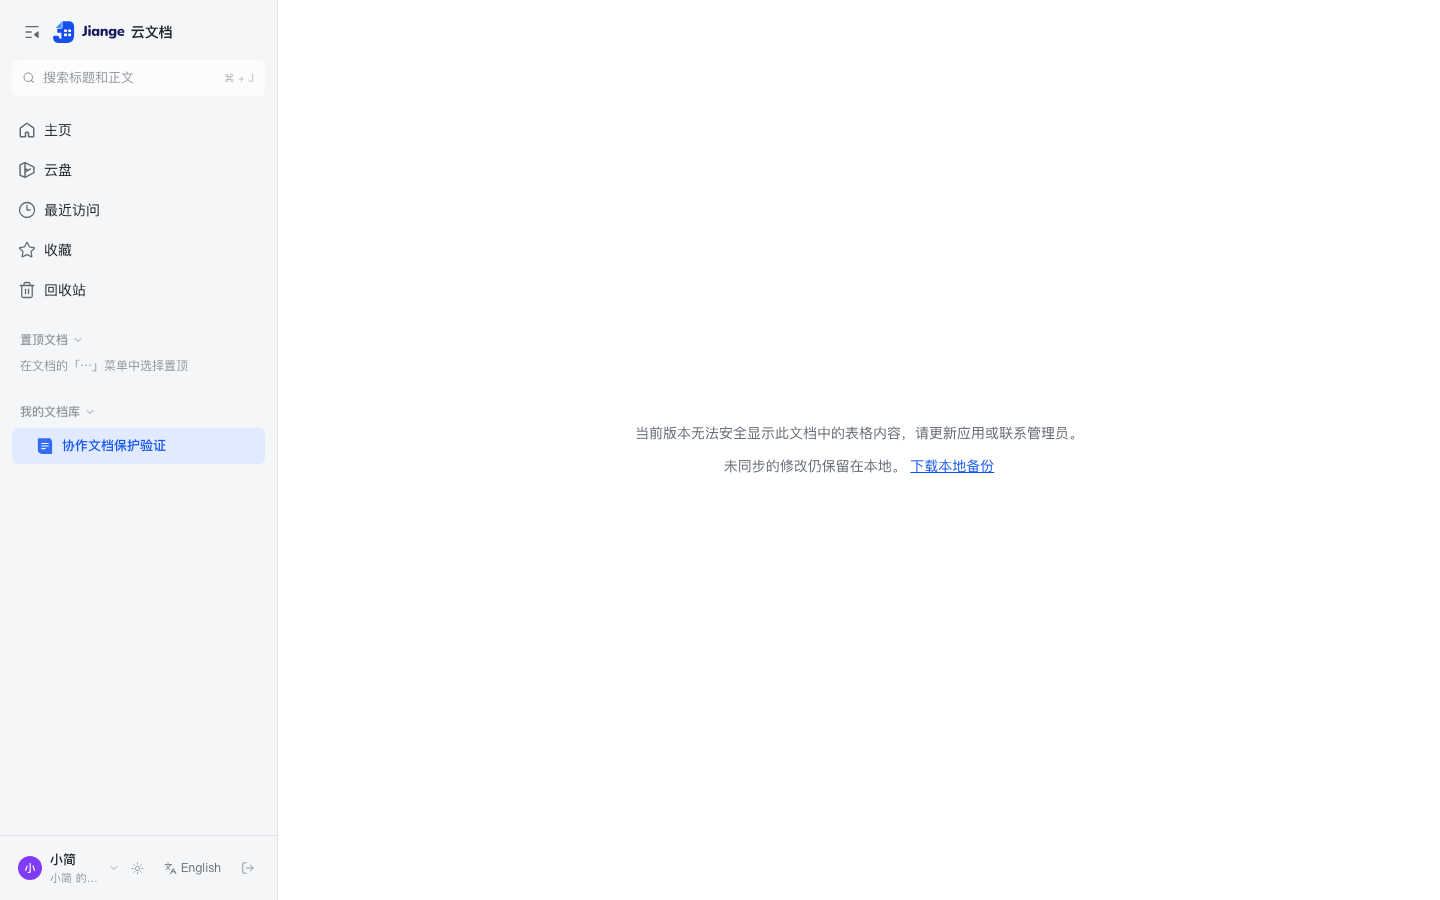 Jiange 云文档
搜索标题和正文 ⌘ + J
主页
云盘
最近访问
收藏
回收站
置顶文档
在文档的「…」菜单中选择置顶
我的文档库
协作文档保护验证
当前版本无法安全显示此文档中的表格内容，请更新应用或联系管理员。
未同步的修改仍保留在本地。 下载本地备份
小 小简
小简 的...
English